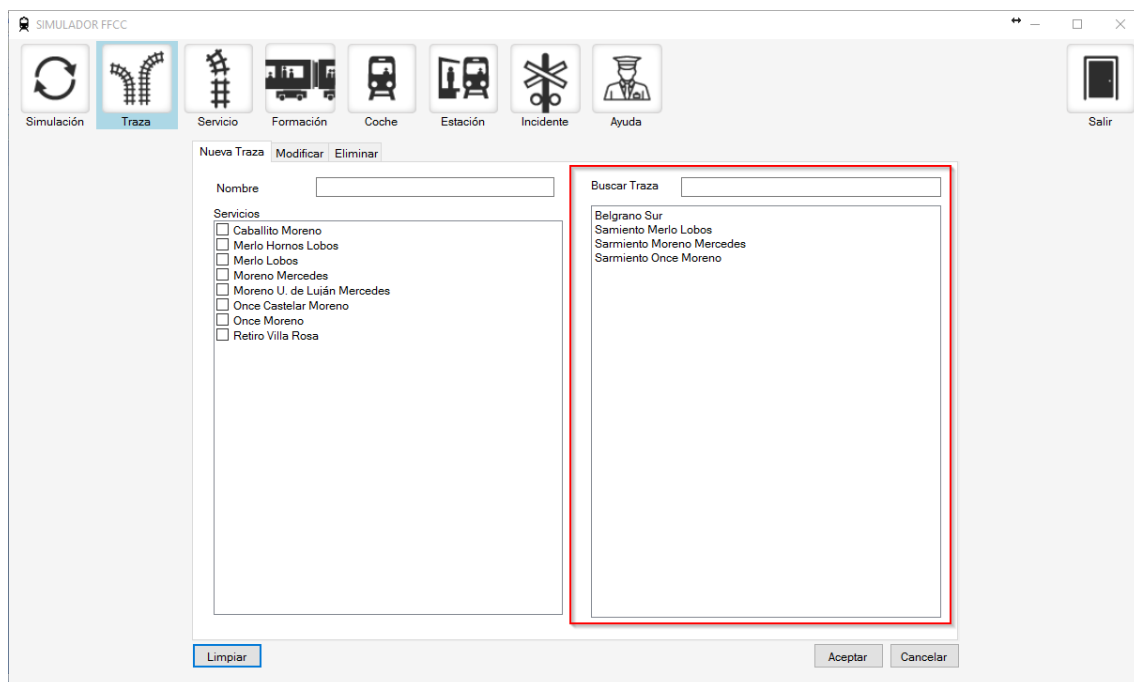 SIMULADOR FFCC
Simulación Traza Servicio Formación Coche Estación Incidente Ayuda Salir
Nueva Traza Modificar Eliminar
Nombre
Servicios
Caballito Moreno
Merlo Hornos Lobos
Merlo Lobos
Moreno Mercedes
Moreno U. de Luján Mercedes
Once Castelar Moreno
Once Moreno
Retiro Villa Rosa
Buscar Traza
Belgrano Sur
Samiento Merlo Lobos
Sarmiento Moreno Mercedes
Sarmiento Once Moreno
Limpiar Aceptar Cancelar